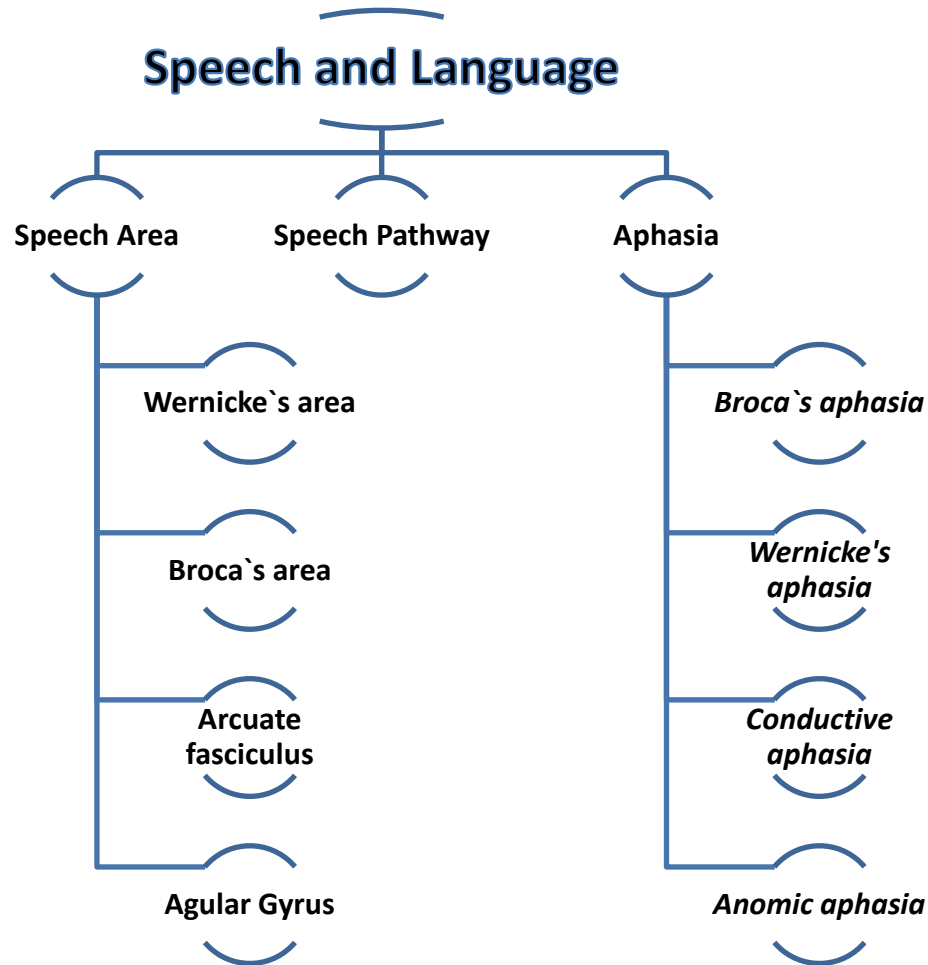 Speech and Language
Speech Area
Speech Pathway
Aphasia
Wernicke`s area
Broca`s area
Arcuate
fasciculus
Agular Gyrus
Broca`s aphasia
Wernicke's
aphasia
Conductive
aphasia
Anomic aphasia